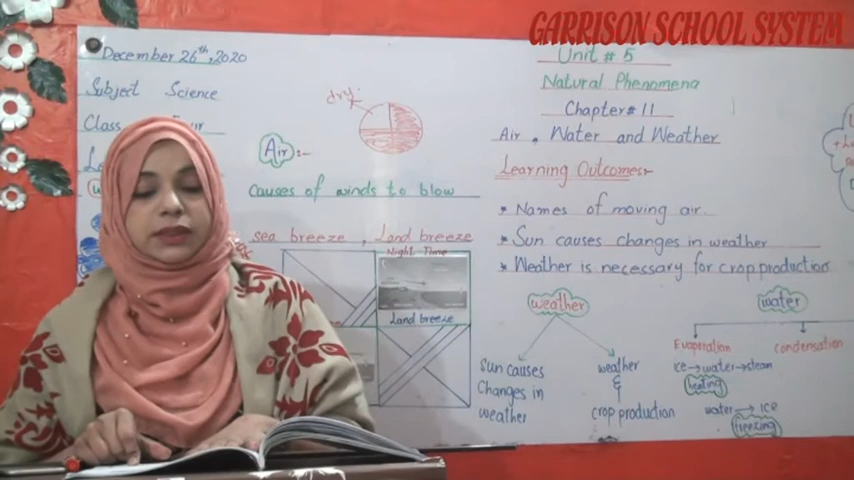 GARRISON SCHOOL SYSTEM
December 26th, 2020
Subject Science
Class
dry
Air :-
causes of winds to blow
sea breeze , Land breeze
Night Time
Land breeze
Unit # 5
Natural Phenomena
Chapter # 11
Air , Water and Weather
Learning Outcomes:-
* Names of moving air.
* Sun causes changes in weather
* Weather is necessary for crop production
weather
Sun causes
Changes in
weather
weather
&
crop production
water
Evaporation
condensation
ice → water → steam
heating
water → ICE
freezing